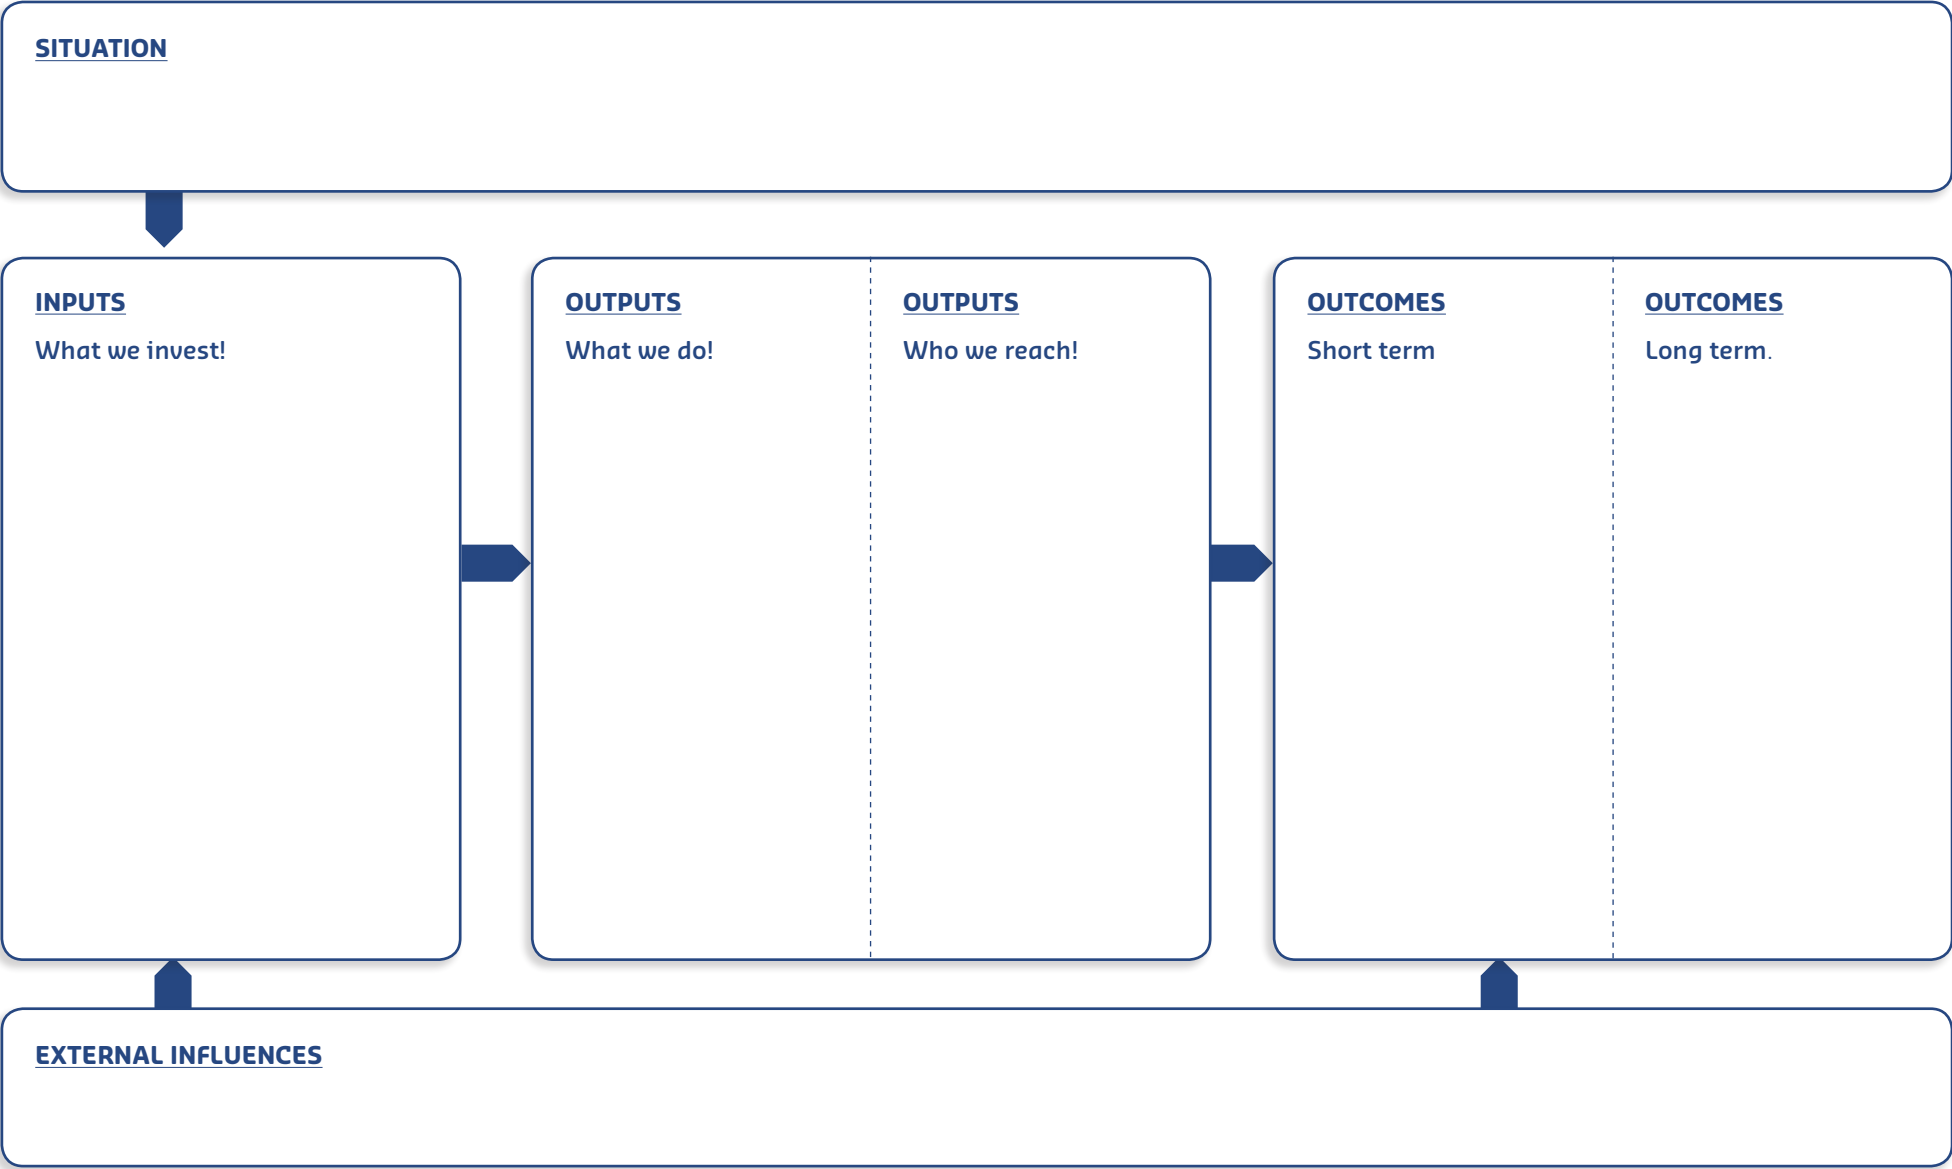 SITUATION
INPUTS
What we invest!
OUTPUTS
What we do!
OUTPUTS
Who we reach!
OUTCOMES
Short term
OUTCOMES
Long term.
EXTERNAL INFLUENCES